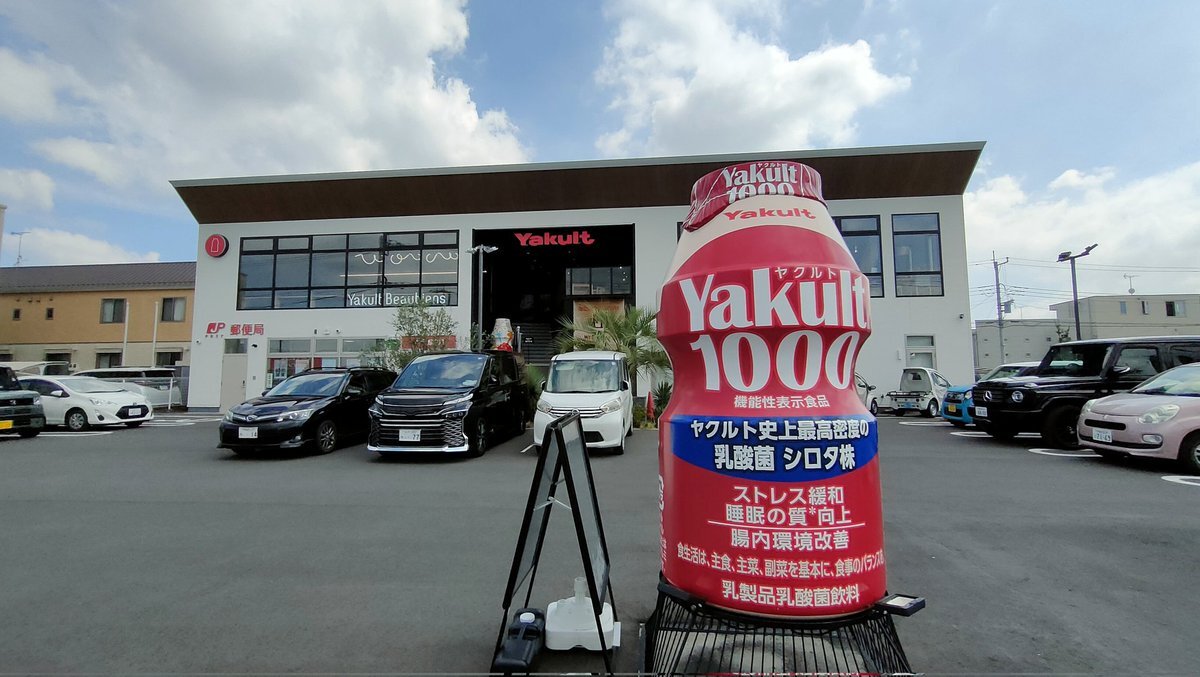 ヤクルト
Yakult
1000
Yakult
ヤクルト
Yakult
1000
機能性表示食品
ヤクルト史上最高密度の
乳酸菌 シロタ株
ストレス緩和
睡眠の質*向上
腸内環境改善
食生活は、主食、主菜、副菜を基本に、食事のバランスを
乳製品乳酸菌飲料
Yakult
Yakult Beautiens
JP 郵便局
14
77